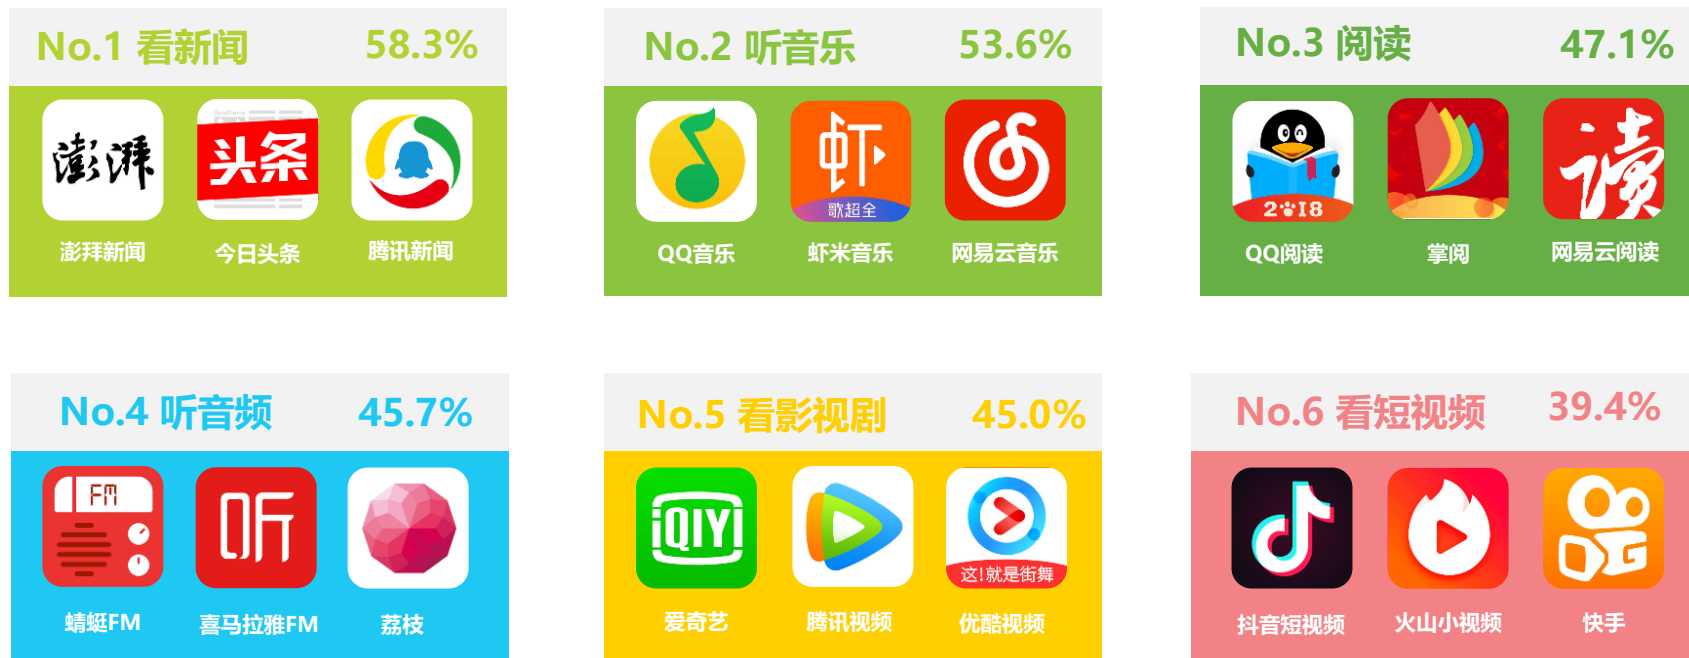 No.1 看新闻 58.3%
澎湃
头条
澎湃新闻 今日头条 腾讯新闻
No.2 听音乐 53.6%
虾
歌超全
QQ音乐 虾米音乐 网易云音乐
No.3 阅读 47.1%
2018
读
QQ阅读 掌阅 网易云阅读
No.4 听音频 45.7%
FM
听
蜻蜓FM 喜马拉雅FM 荔枝
No.5 看影视剧 45.0%
iQIYI
这!就是街舞
爱奇艺 腾讯视频 优酷视频
No.6 看短视频 39.4%
抖音短视频 火山小视频 快手